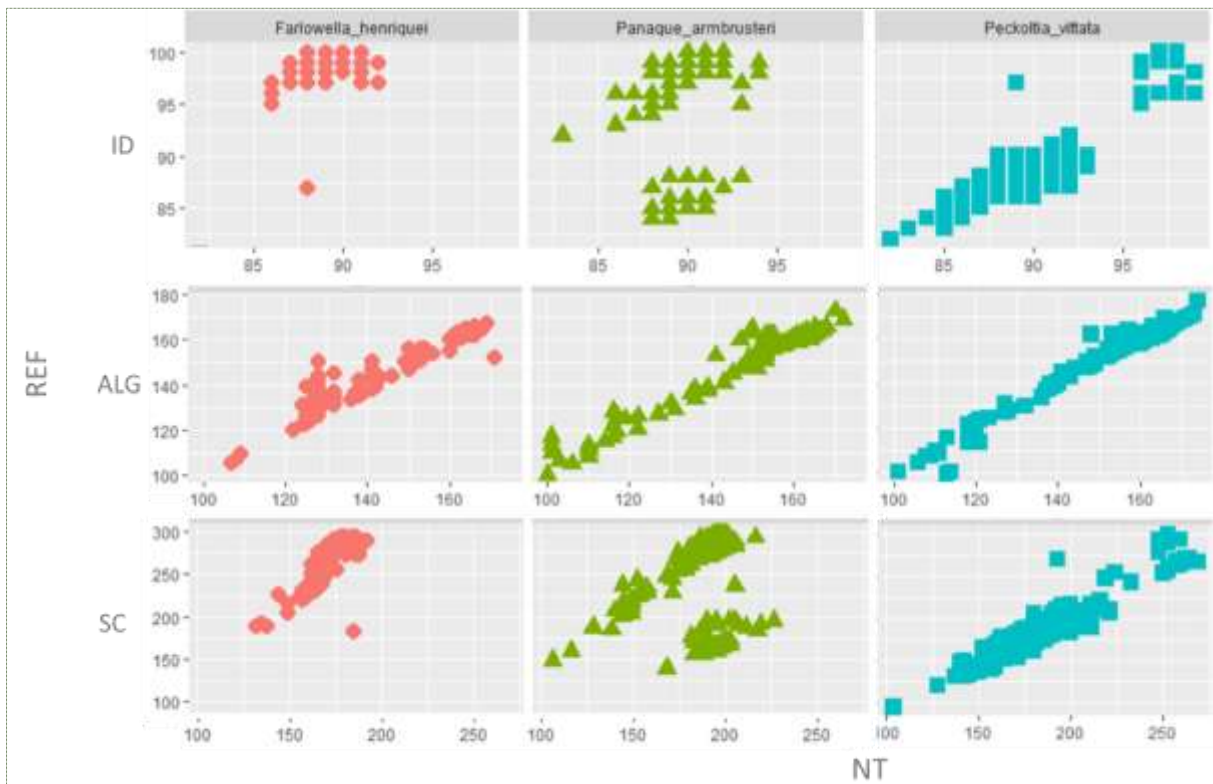 Farlowella_henriquei Panaque_armbrusteri Peckoltia_vittata
100
95
ID
90
85
85 90 95 85 90 95 85 90 95
180
160
REF
ALG
140
120
100
100 120 140 160 100 120 140 160 100 120 140 160
300
250
SC
200
150
100
100 150 200 250 100 150 200 250 100 150 200 250
NT